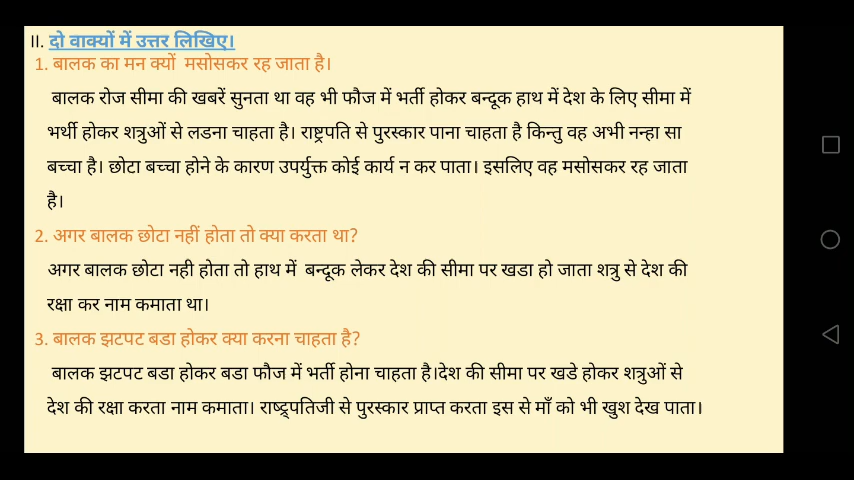 II. दो वाक्यों में उत्तर लिखिए।
1. बालक का मन क्यों मसोसकर रह जाता है।
बालक रोज सीमा की खबरें सुनता था वह भी फौज में भर्ती होकर बन्दूक हाथ में देश के लिए सीमा में
भर्थी होकर शत्रुओं से लडना चाहता है। राष्ट्रपति से पुरस्कार पाना चाहता है किन्तु वह अभी नन्हा सा
बच्चा है। छोटा बच्चा होने के कारण उपर्युक्त कोई कार्य न कर पाता। इसलिए वह मसोसकर रह जाता
है।
2. अगर बालक छोटा नहीं होता तो क्या करता था?
अगर बालक छोटा नही होता तो हाथ में बन्दूक लेकर देश की सीमा पर खडा हो जाता शत्रु से देश की
रक्षा कर नाम कमाता था।
3. बालक झटपट बडा होकर क्या करना चाहता है?
बालक झटपट बडा होकर बडा फौज में भर्ती होना चाहता है।देश की सीमा पर खडे होकर शत्रुओं से
देश की रक्षा करता नाम कमाता। राष्ट्र्पतिजी से पुरस्कार प्राप्त करता इस से माँ को भी खुश देख पाता।